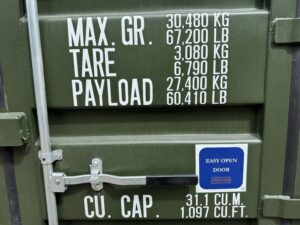 MAX. GR. 30,480 KG
67,200 LB
TARE 3,080 KG
6,790 LB
PAYLOAD 27,400 KG
60,410 LB
EASY OPEN
DOOR
CU. CAP. 31.1 CU.M.
1.097 CU.FT.